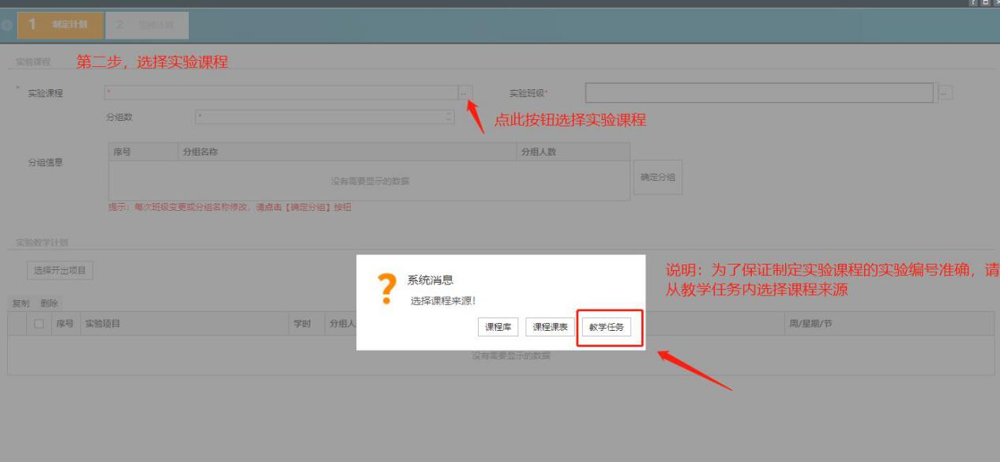 1 制定计划 2 生成计划
实验课程 第二步，选择实验课程
* 实验课程 * ... 实验班级* ...
点此按钮选择实验课程
分组数 *
序号 分组名称 分组人数
分组信息
没有需要显示的数据 确定分组
提示：每次班级变更或分组名称修改，请点击【确定分组】按钮
实验教学计划
选择开出项目
说明：为了保证制定实验课程的实验编号准确，请
从教学任务内选择课程来源
? 系统消息
选择课程来源!
复制 删除
课程库 课程课表 教学任务
序号 实验项目 学时 分组人 周/星期/节
没有需要显示的数据